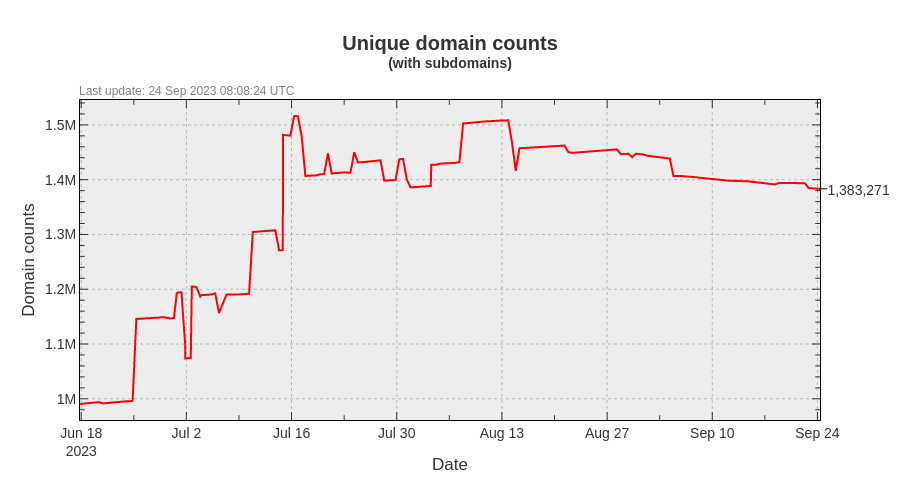 Unique domain counts
(with subdomains)
Last update: 24 Sep 2023 08:08:24 UTC
1.5M
1.4M
1.3M
1.2M
1.1M
1M
Domain counts
1,383,271
Jun 18 Jul 2 Jul 16 Jul 30 Aug 13 Aug 27 Sep 10 Sep 24
2023
Date